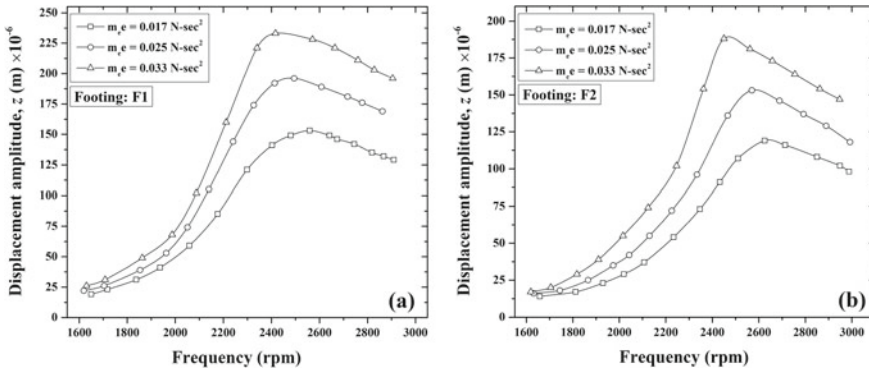 Displacement amplitude, z (m) ×10⁻⁶
250
225
200
175
150
125
100
75
50
25
0
mₑe = 0.017 N-sec²
mₑe = 0.025 N-sec²
mₑe = 0.033 N-sec²
Footing: F1
(a)
1600 1800 2000 2200 2400 2600 2800 3000
Frequency (rpm)
Displacement amplitude, z (m) ×10⁻⁶
200
175
150
125
100
75
50
25
0
mₑe = 0.017 N-sec²
mₑe = 0.025 N-sec²
mₑe = 0.033 N-sec²
Footing: F2
(b)
1600 1800 2000 2200 2400 2600 2800 3000
Frequency (rpm)